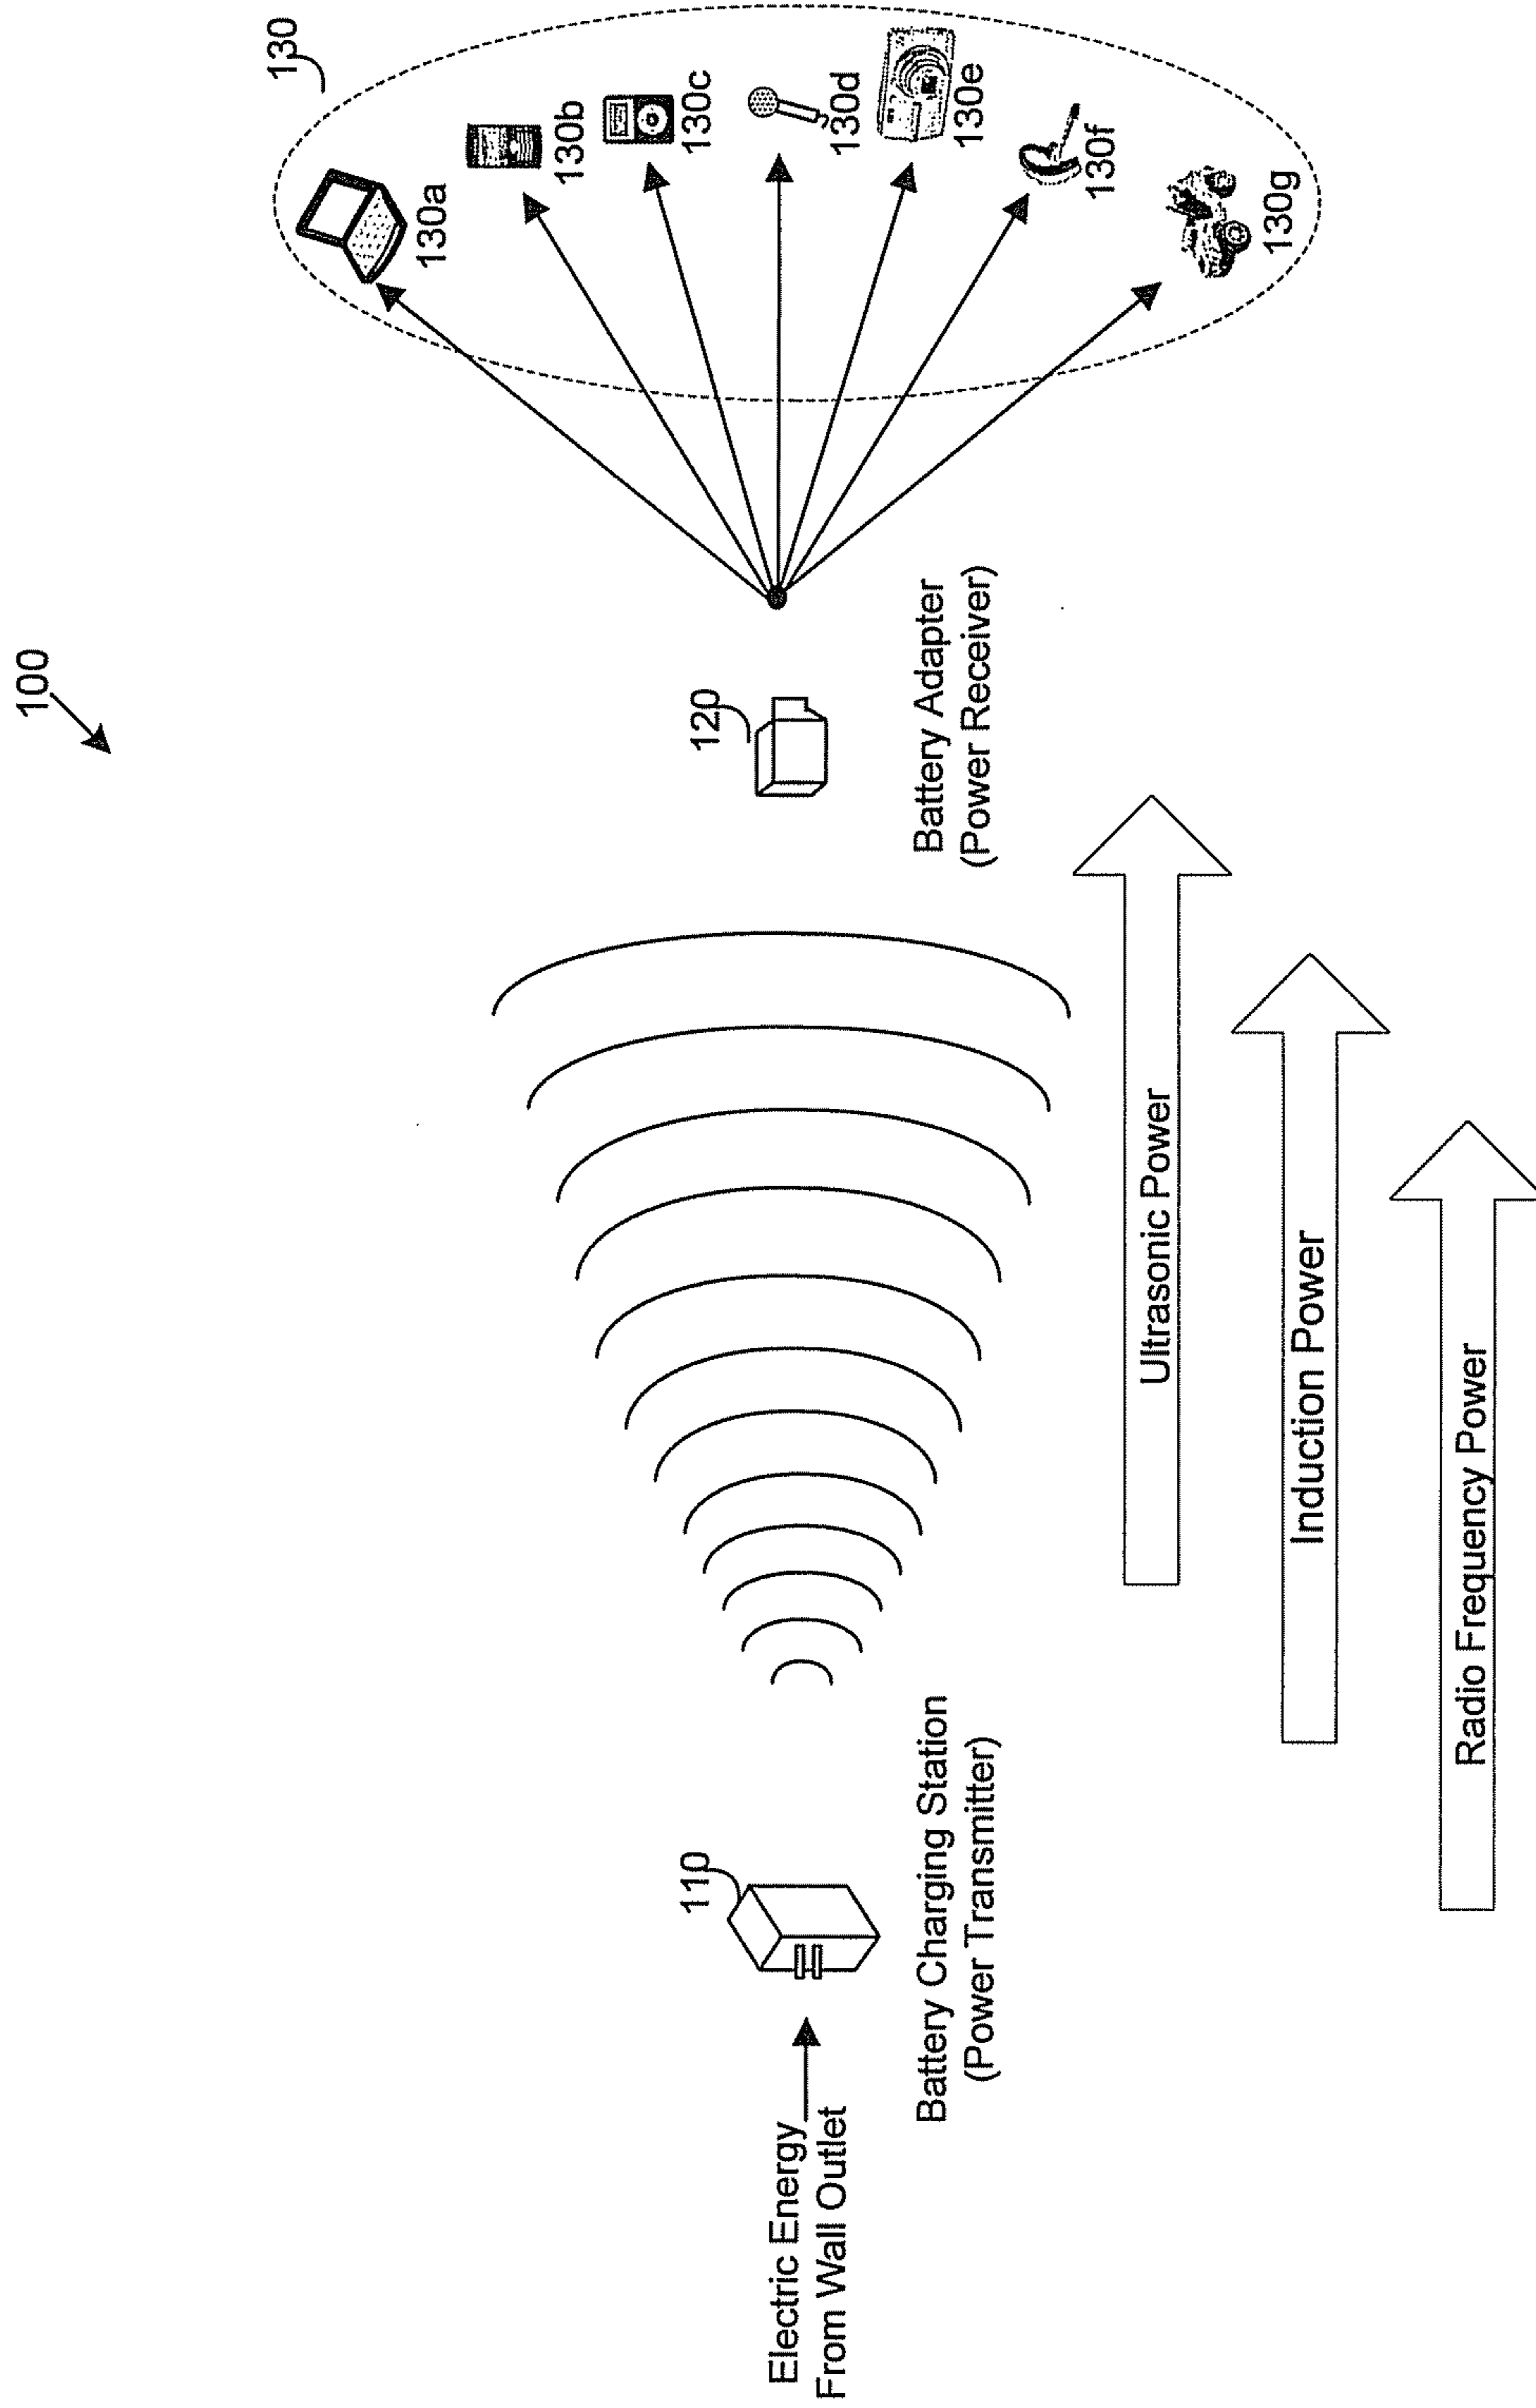 100
130
130a
130b
130c
130d
130e
130f
130g
120
Battery Adapter
(Power Receiver)
110
Battery Charging Station
(Power Transmitter)
Electric Energy
From Wall Outlet
Ultrasonic Power
Induction Power
Radio Frequency Power